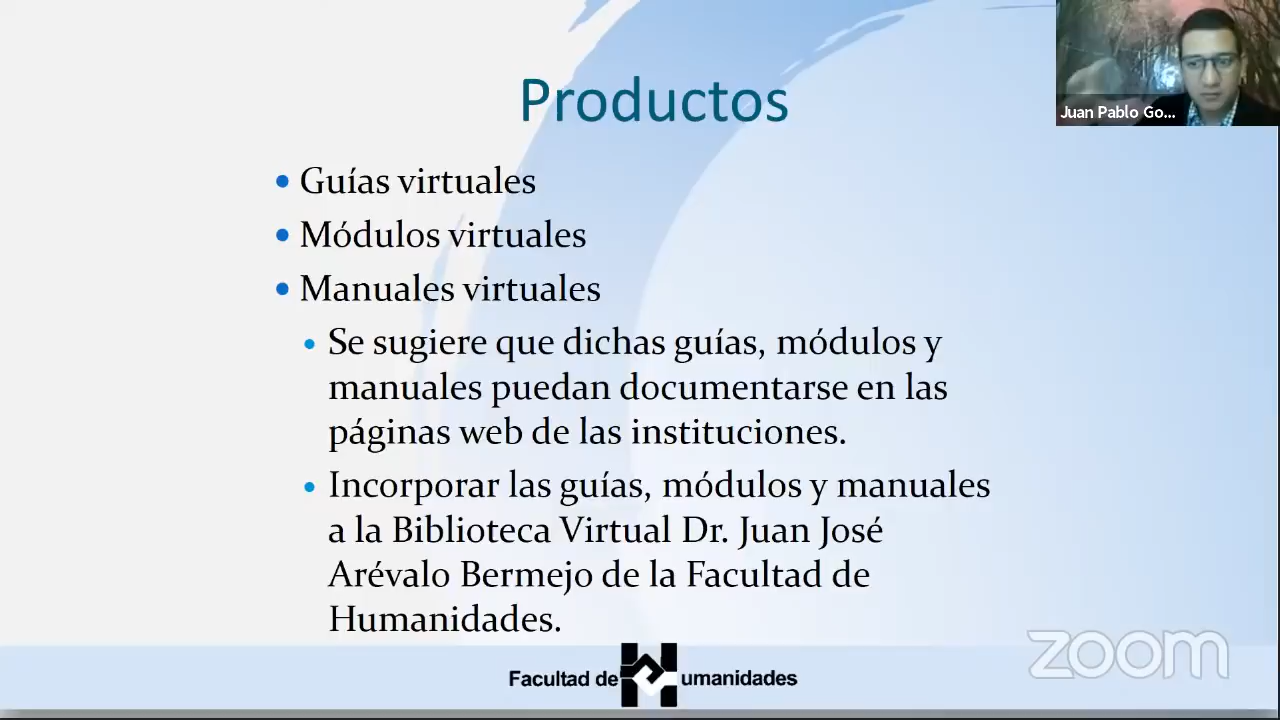 Productos
Juan Pablo Go...
• Guías virtuales
• Módulos virtuales
• Manuales virtuales
• Se sugiere que dichas guías, módulos y
manuales puedan documentarse en las
páginas web de las instituciones.
• Incorporar las guías, módulos y manuales
a la Biblioteca Virtual Dr. Juan José
Arévalo Bermejo de la Facultad de
Humanidades.
Facultad de Humanidades
zoom